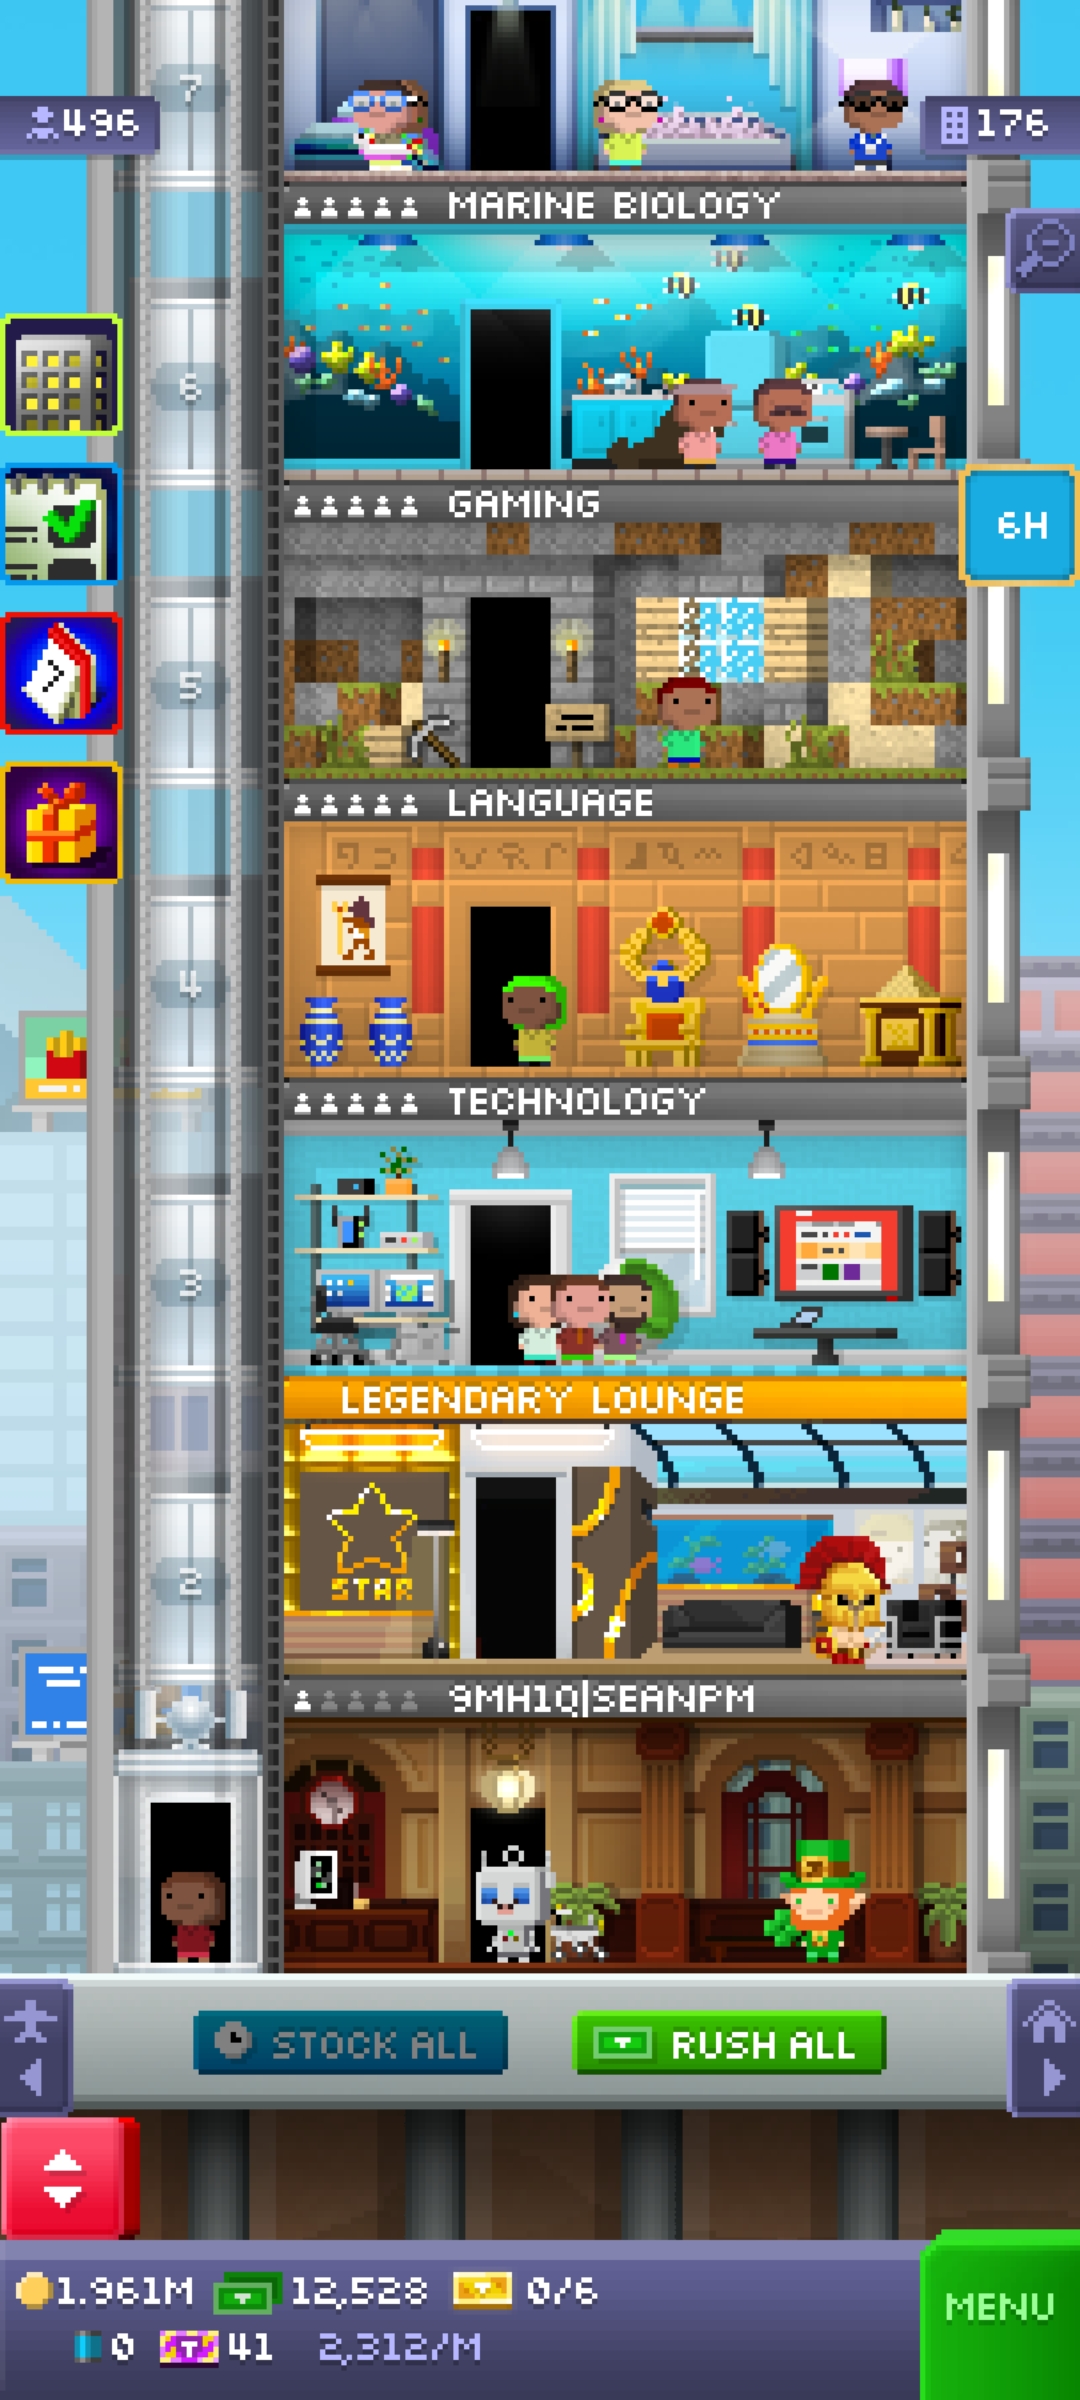 7
496
176
MARINE BIOLOGY
6
GAMING
6H
5
LANGUAGE
4
TECHNOLOGY
3
LEGENDARY LOUNGE
2
STAR
9MH1Q|SEANPM
STOCK ALL
RUSH ALL
1.961M
12,528
0/6
MENU
0
41
2,312/M